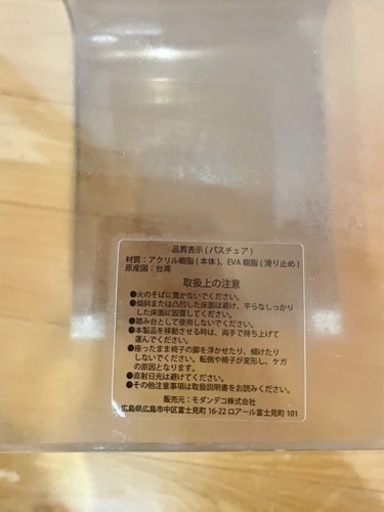 品質表示(バスチェア)
材質：アクリル樹脂(本体)、EVA樹脂(滑り止め)
原産国：台湾
取扱上の注意
●火のそばに置かないでください。
●傾斜または凸凹した床面は避け、平らなしっかり
した床面に設置してください。
●踏み台として使用しないでください。
●本製品を移動させる時は、両手で持ち上げて
運んでください。
●座ったまま椅子の脚を浮かせたり、傾けたり
しないでください。転倒や椅子が変形し、ケガ
の原因となります。
●直射日光は避けてください。
●その他注意事項は取扱説明書をお読みください。
販売元：モダンデコ株式会社
広島県広島市中区富士見町16-22 ロアール富士見町101